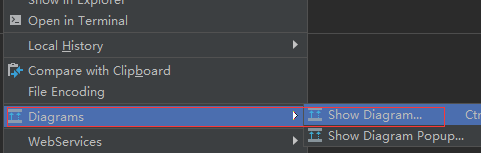 Show in Explorer
Open in Terminal
Local History
Compare with Clipboard
File Encoding
Diagrams
Show Diagram... Ctr
Show Diagram Popup...
WebServices